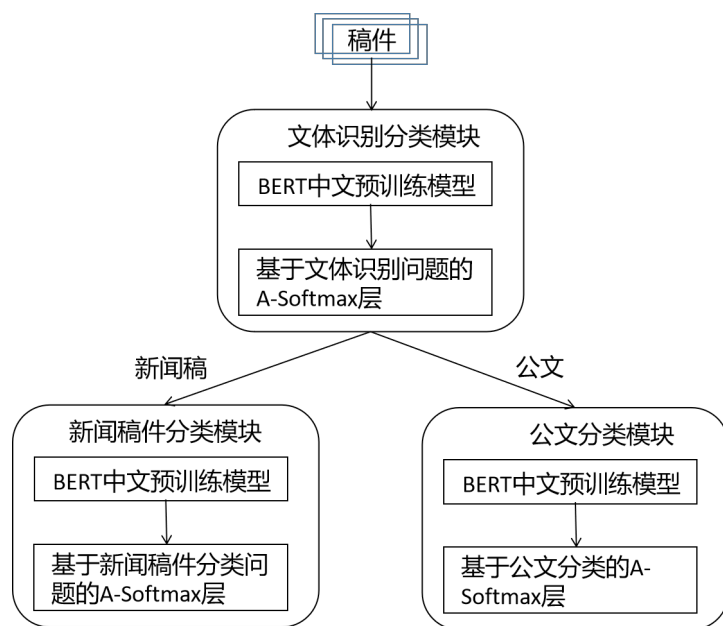 稿件
文体识别分类模块
BERT中文预训练模型
基于文体识别问题的
A-Softmax层
新闻稿
公文
新闻稿件分类模块
BERT中文预训练模型
基于新闻稿件分类问
题的A-Softmax层
公文分类模块
BERT中文预训练模型
基于公文分类的A-
Softmax层